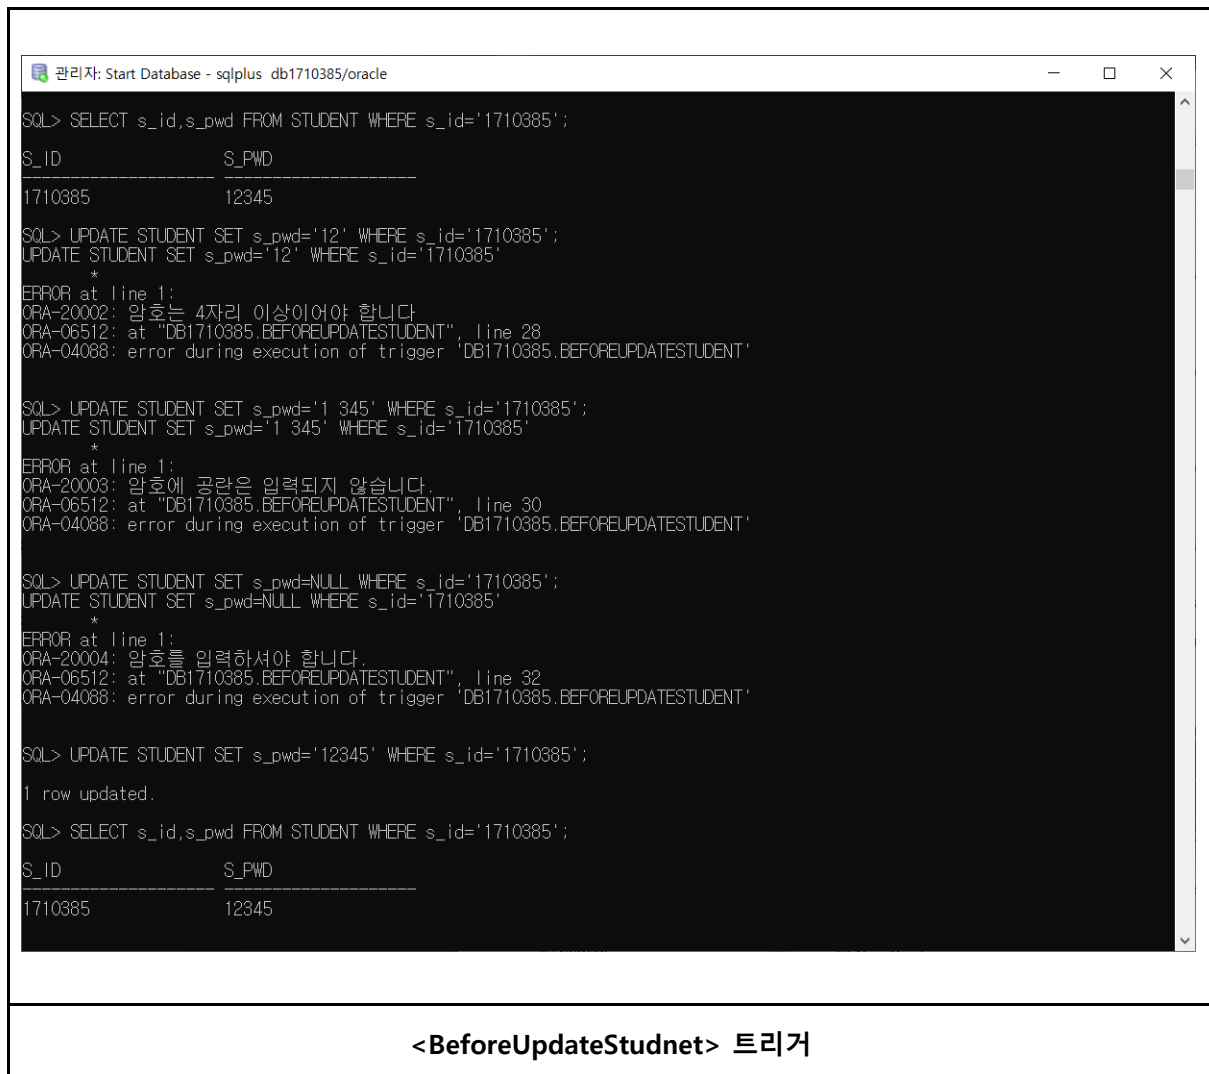 관리자: Start Database - sqlplus db1710385/oracle
SQL> SELECT s_id,s_pwd FROM STUDENT WHERE s_id='1710385';
S_ID S_PWD
-------------------- --------------------
1710385 12345
SQL> UPDATE STUDENT SET s_pwd='12' WHERE s_id='1710385';
UPDATE STUDENT SET s_pwd='12' WHERE s_id='1710385'
*
ERROR at line 1:
ORA-20002: 암호는 4자리 이상이어야 합니다
ORA-06512: at "DB1710385.BEFOREUPDATESTUDENT", line 28
ORA-04088: error during execution of trigger 'DB1710385.BEFOREUPDATESTUDENT'
SQL> UPDATE STUDENT SET s_pwd='1 345' WHERE s_id='1710385';
UPDATE STUDENT SET s_pwd='1 345' WHERE s_id='1710385'
*
ERROR at line 1:
ORA-20003: 암호에 공란은 입력되지 않습니다.
ORA-06512: at "DB1710385.BEFOREUPDATESTUDENT", line 30
ORA-04088: error during execution of trigger 'DB1710385.BEFOREUPDATESTUDENT'
SQL> UPDATE STUDENT SET s_pwd=NULL WHERE s_id='1710385';
UPDATE STUDENT SET s_pwd=NULL WHERE s_id='1710385'
*
ERROR at line 1:
ORA-20004: 암호를 입력하셔야 합니다.
ORA-06512: at "DB1710385.BEFOREUPDATESTUDENT", line 32
ORA-04088: error during execution of trigger 'DB1710385.BEFOREUPDATESTUDENT'
SQL> UPDATE STUDENT SET s_pwd='12345' WHERE s_id='1710385';
1 row updated.
SQL> SELECT s_id,s_pwd FROM STUDENT WHERE s_id='1710385';
S_ID S_PWD
-------------------- --------------------
1710385 12345
<BeforeUpdateStudnet> 트리거